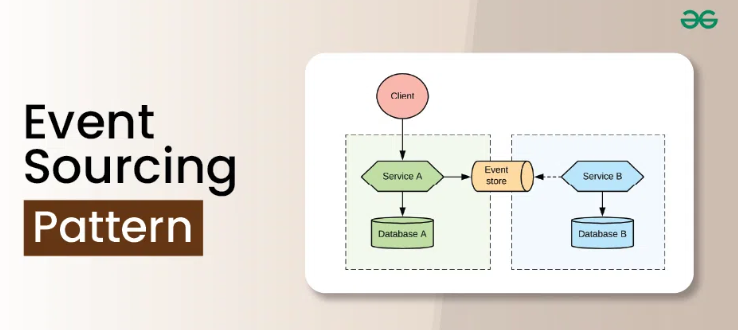 Event
Sourcing
Pattern
Client
Service A
Event
store
Service B
Database A
Database B